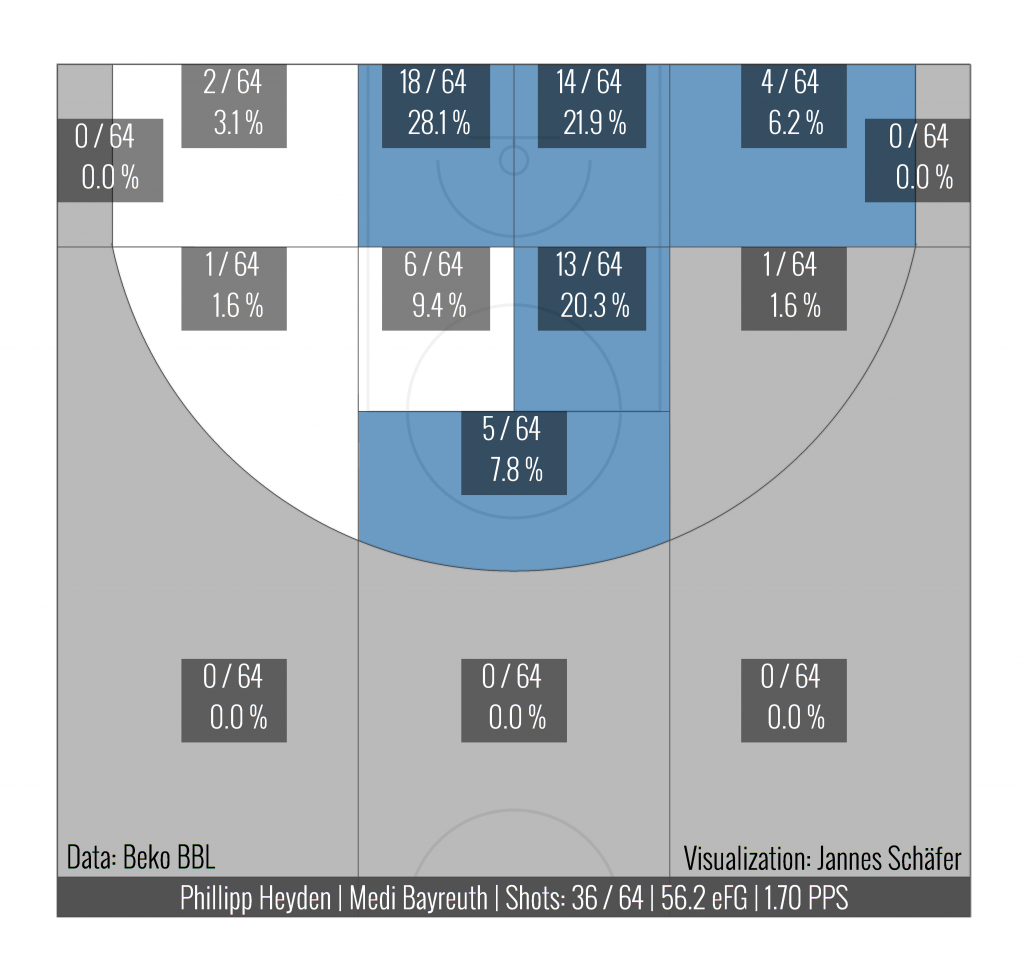 2 / 64
3.1 %
18 / 64
28.1 %
14 / 64
21.9 %
4 / 64
6.2 %
0 / 64
0.0 %
0 / 64
0.0 %
1 / 64
1.6 %
6 / 64
9.4 %
13 / 64
20.3 %
1 / 64
1.6 %
5 / 64
7.8 %
0 / 64
0.0 %
0 / 64
0.0 %
0 / 64
0.0 %
Data: Beko BBL
Visualization: Jannes Schäfer
Phillipp Heyden | Medi Bayreuth | Shots: 36 / 64 | 56.2 eFG | 1.70 PPS